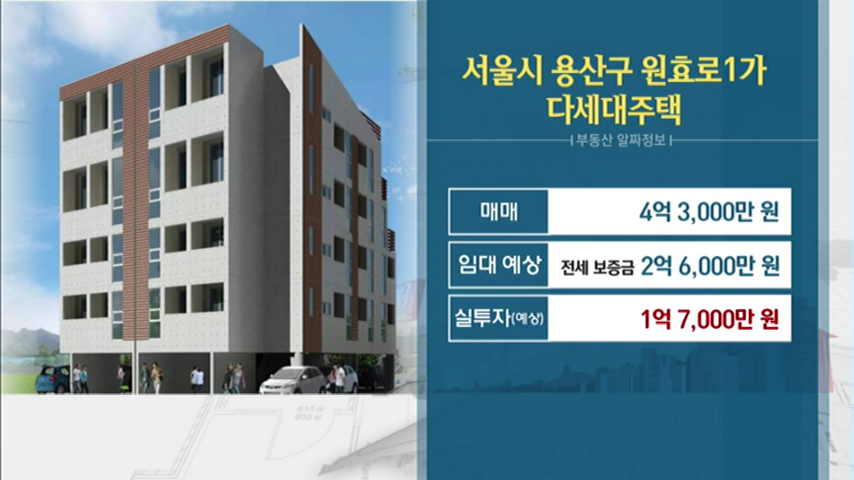 서울시 용산구 원효로1가
다세대주택
부동산 알짜정보
매매 4억 3,000만 원
임대 예상 전세 보증금 2억 6,000만 원
실투자(예상) 1억 7,000만 원